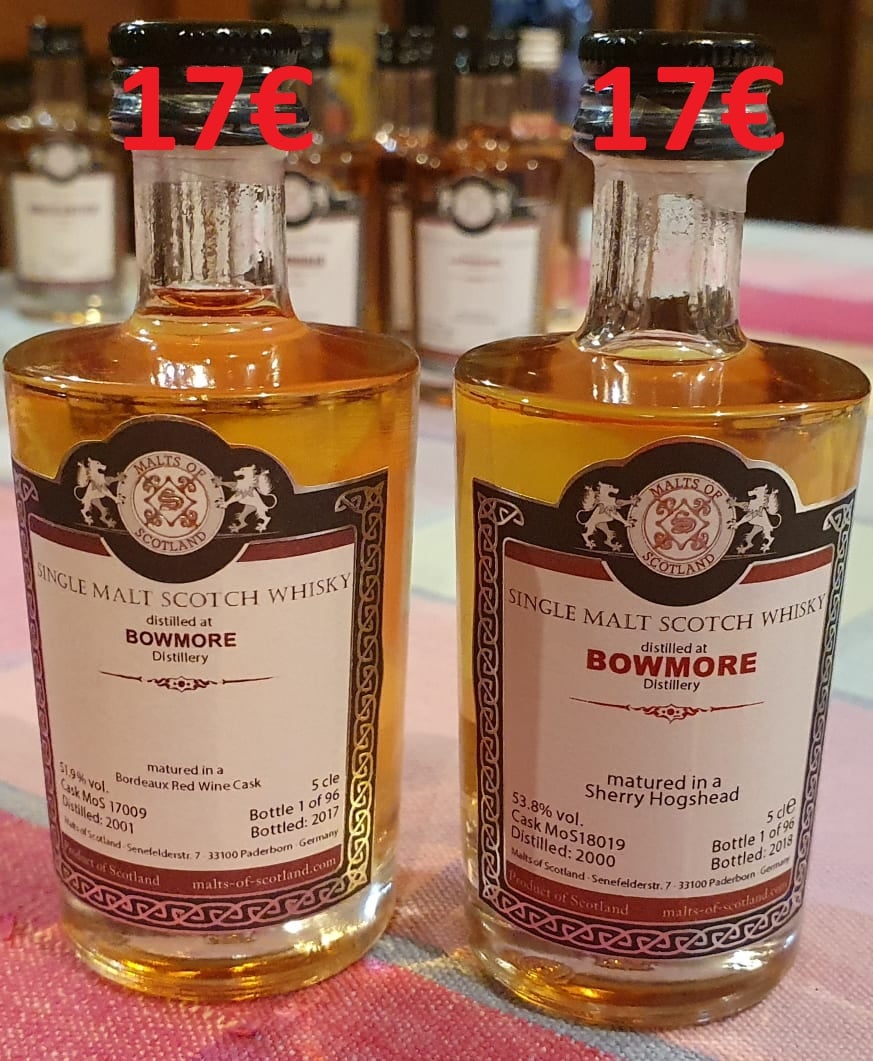 17€
MALTS OF
S
SCOTLAND
SINGLE MALT SCOTCH WHISKY
distilled at
BOWMORE
Distillery
matured in a
Bordeaux Red Wine Cask
51,9% vol.
Cask MoS 17009
Distilled: 2001
5 cle
Bottle 1 of 96
Bottled: 2017
Malts of Scotland · Senefelderstr. 7 · 33100 Paderborn · Germany
Product of Scotland malts-of-scotland.com
17€
MALTS OF
S
SCOTLAND
SINGLE MALT SCOTCH WHISKY
distilled at
BOWMORE
Distillery
matured in a
Sherry Hogshead
53.8% vol.
Cask MoS18019
Distilled: 2000
5 cle
Bottle 1 of 96
Bottled: 2018
Malts of Scotland · Senefelderstr. 7 · 33100 Paderborn · Germany
Product of Scotland malts-of-scotland.com